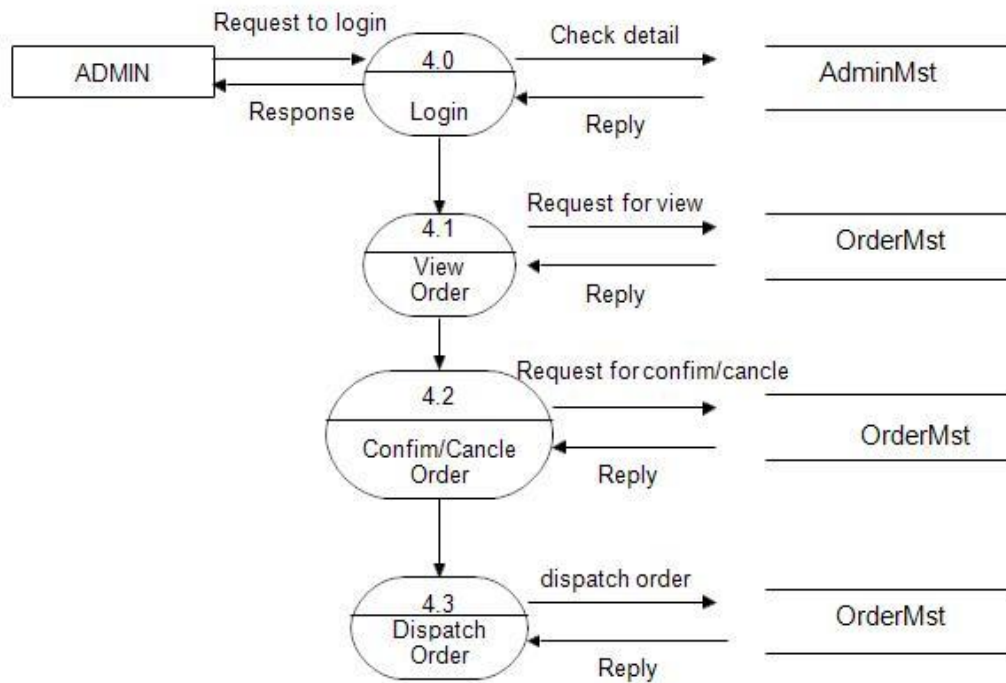 Request to login
Check detail
ADMIN
4.0
AdminMst
Response
Login
Reply
Request for view
4.1
OrderMst
View
Order
Reply
Request for confim/cancle
4.2
OrderMst
Confim/Cancle
Order
Reply
dispatch order
4.3
OrderMst
Dispatch
Order
Reply